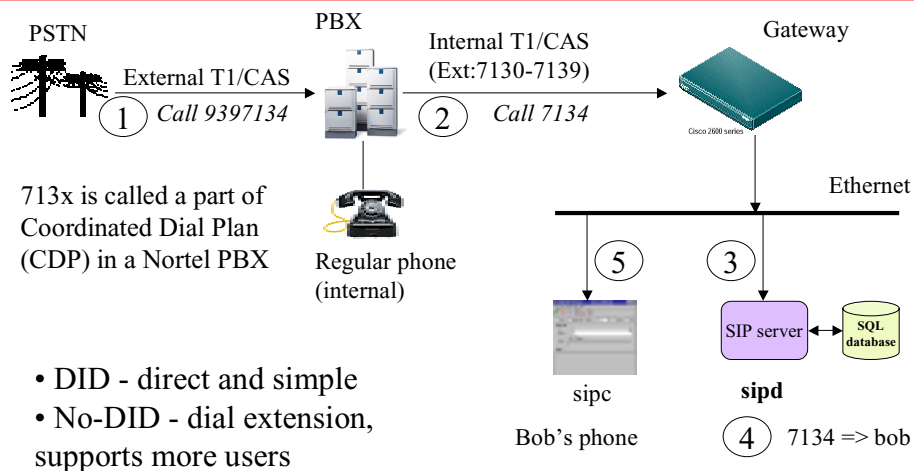 PSTN
PBX
Gateway
External T1/CAS
Internal T1/CAS
(Ext:7130-7139)
1 Call 9397134
2 Call 7134
Cisco 2600 series
Ethernet
713x is called a part of
Coordinated Dial Plan
(CDP) in a Nortel PBX
Regular phone
(internal)
5
3
SIP server
SQL
database
sipc
sipd
Bob's phone
4 7134 => bob
• DID - direct and simple
• No-DID - dial extension,
supports more users